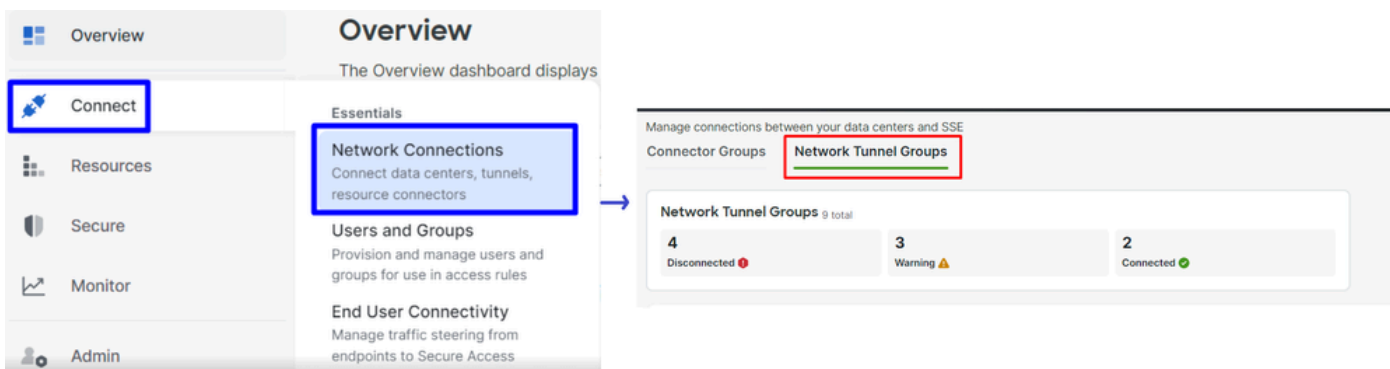 Overview
Connect
Resources
Secure
Monitor
Admin
Overview
The Overview dashboard displays
Essentials
Network Connections
Connect data centers, tunnels,
resource connectors
Users and Groups
Provision and manage users and
groups for use in access rules
End User Connectivity
Manage traffic steering from
endpoints to Secure Access
Manage connections between your data centers and SSE
Connector Groups Network Tunnel Groups
Network Tunnel Groups 9 total
4 3 2
Disconnected Warning Connected